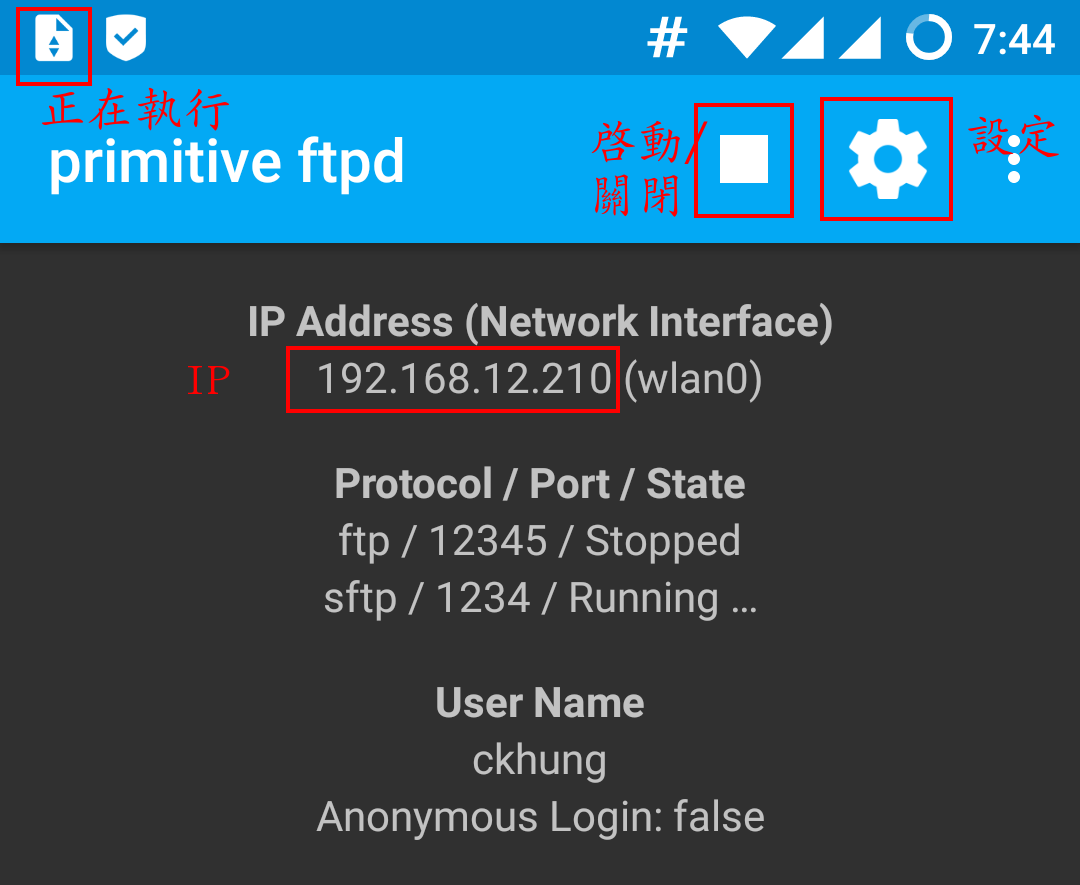 # 7:44
正在執行
primitive ftpd
啓動/
關閉
設定
IP Address (Network Interface)
IP 192.168.12.210 (wlan0)
Protocol / Port / State
ftp / 12345 / Stopped
sftp / 1234 / Running ...
User Name
ckhung
Anonymous Login: false